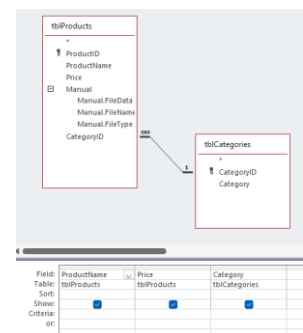 tblProducts
*
ProductID
ProductName
Price
Manual
Manual.FileData
Manual.FileName
Manual.FileType
CategoryID
∞
1
tblCategories
*
CategoryID
Category
Field: ProductName Price Category
Table: tblProducts tblProducts tblCategories
Sort:
Show:
Criteria:
or: